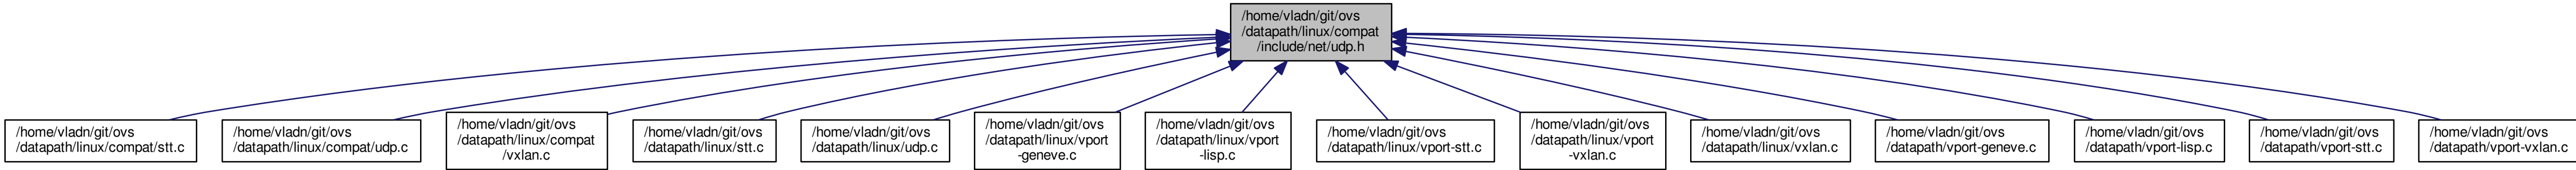 /home/vladn/git/ovs
/datapath/linux/compat
/include/net/udp.h
/home/vladn/git/ovs
/datapath/linux/compat/stt.c
/home/vladn/git/ovs
/datapath/linux/compat/udp.c
/home/vladn/git/ovs
/datapath/linux/compat
/vxlan.c
/home/vladn/git/ovs
/datapath/linux/stt.c
/home/vladn/git/ovs
/datapath/linux/udp.c
/home/vladn/git/ovs
/datapath/linux/vport
-geneve.c
/home/vladn/git/ovs
/datapath/linux/vport
-lisp.c
/home/vladn/git/ovs
/datapath/linux/vport-stt.c
/home/vladn/git/ovs
/datapath/linux/vport
-vxlan.c
/home/vladn/git/ovs
/datapath/linux/vxlan.c
/home/vladn/git/ovs
/datapath/vport-geneve.c
/home/vladn/git/ovs
/datapath/vport-lisp.c
/home/vladn/git/ovs
/datapath/vport-stt.c
/home/vladn/git/ovs
/datapath/vport-vxlan.c